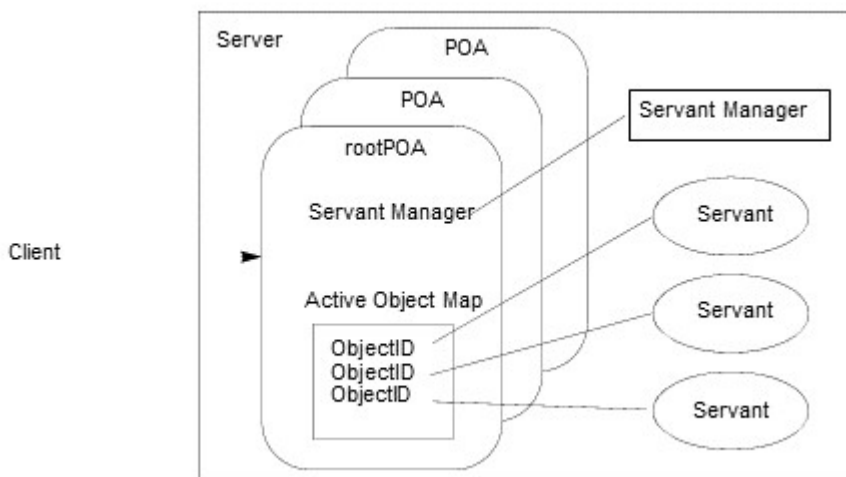 Server
POA
POA
rootPOA
Servant Manager
Servant Manager
Servant
Client
Servant
Active Object Map
ObjectID
ObjectID
ObjectID
Servant